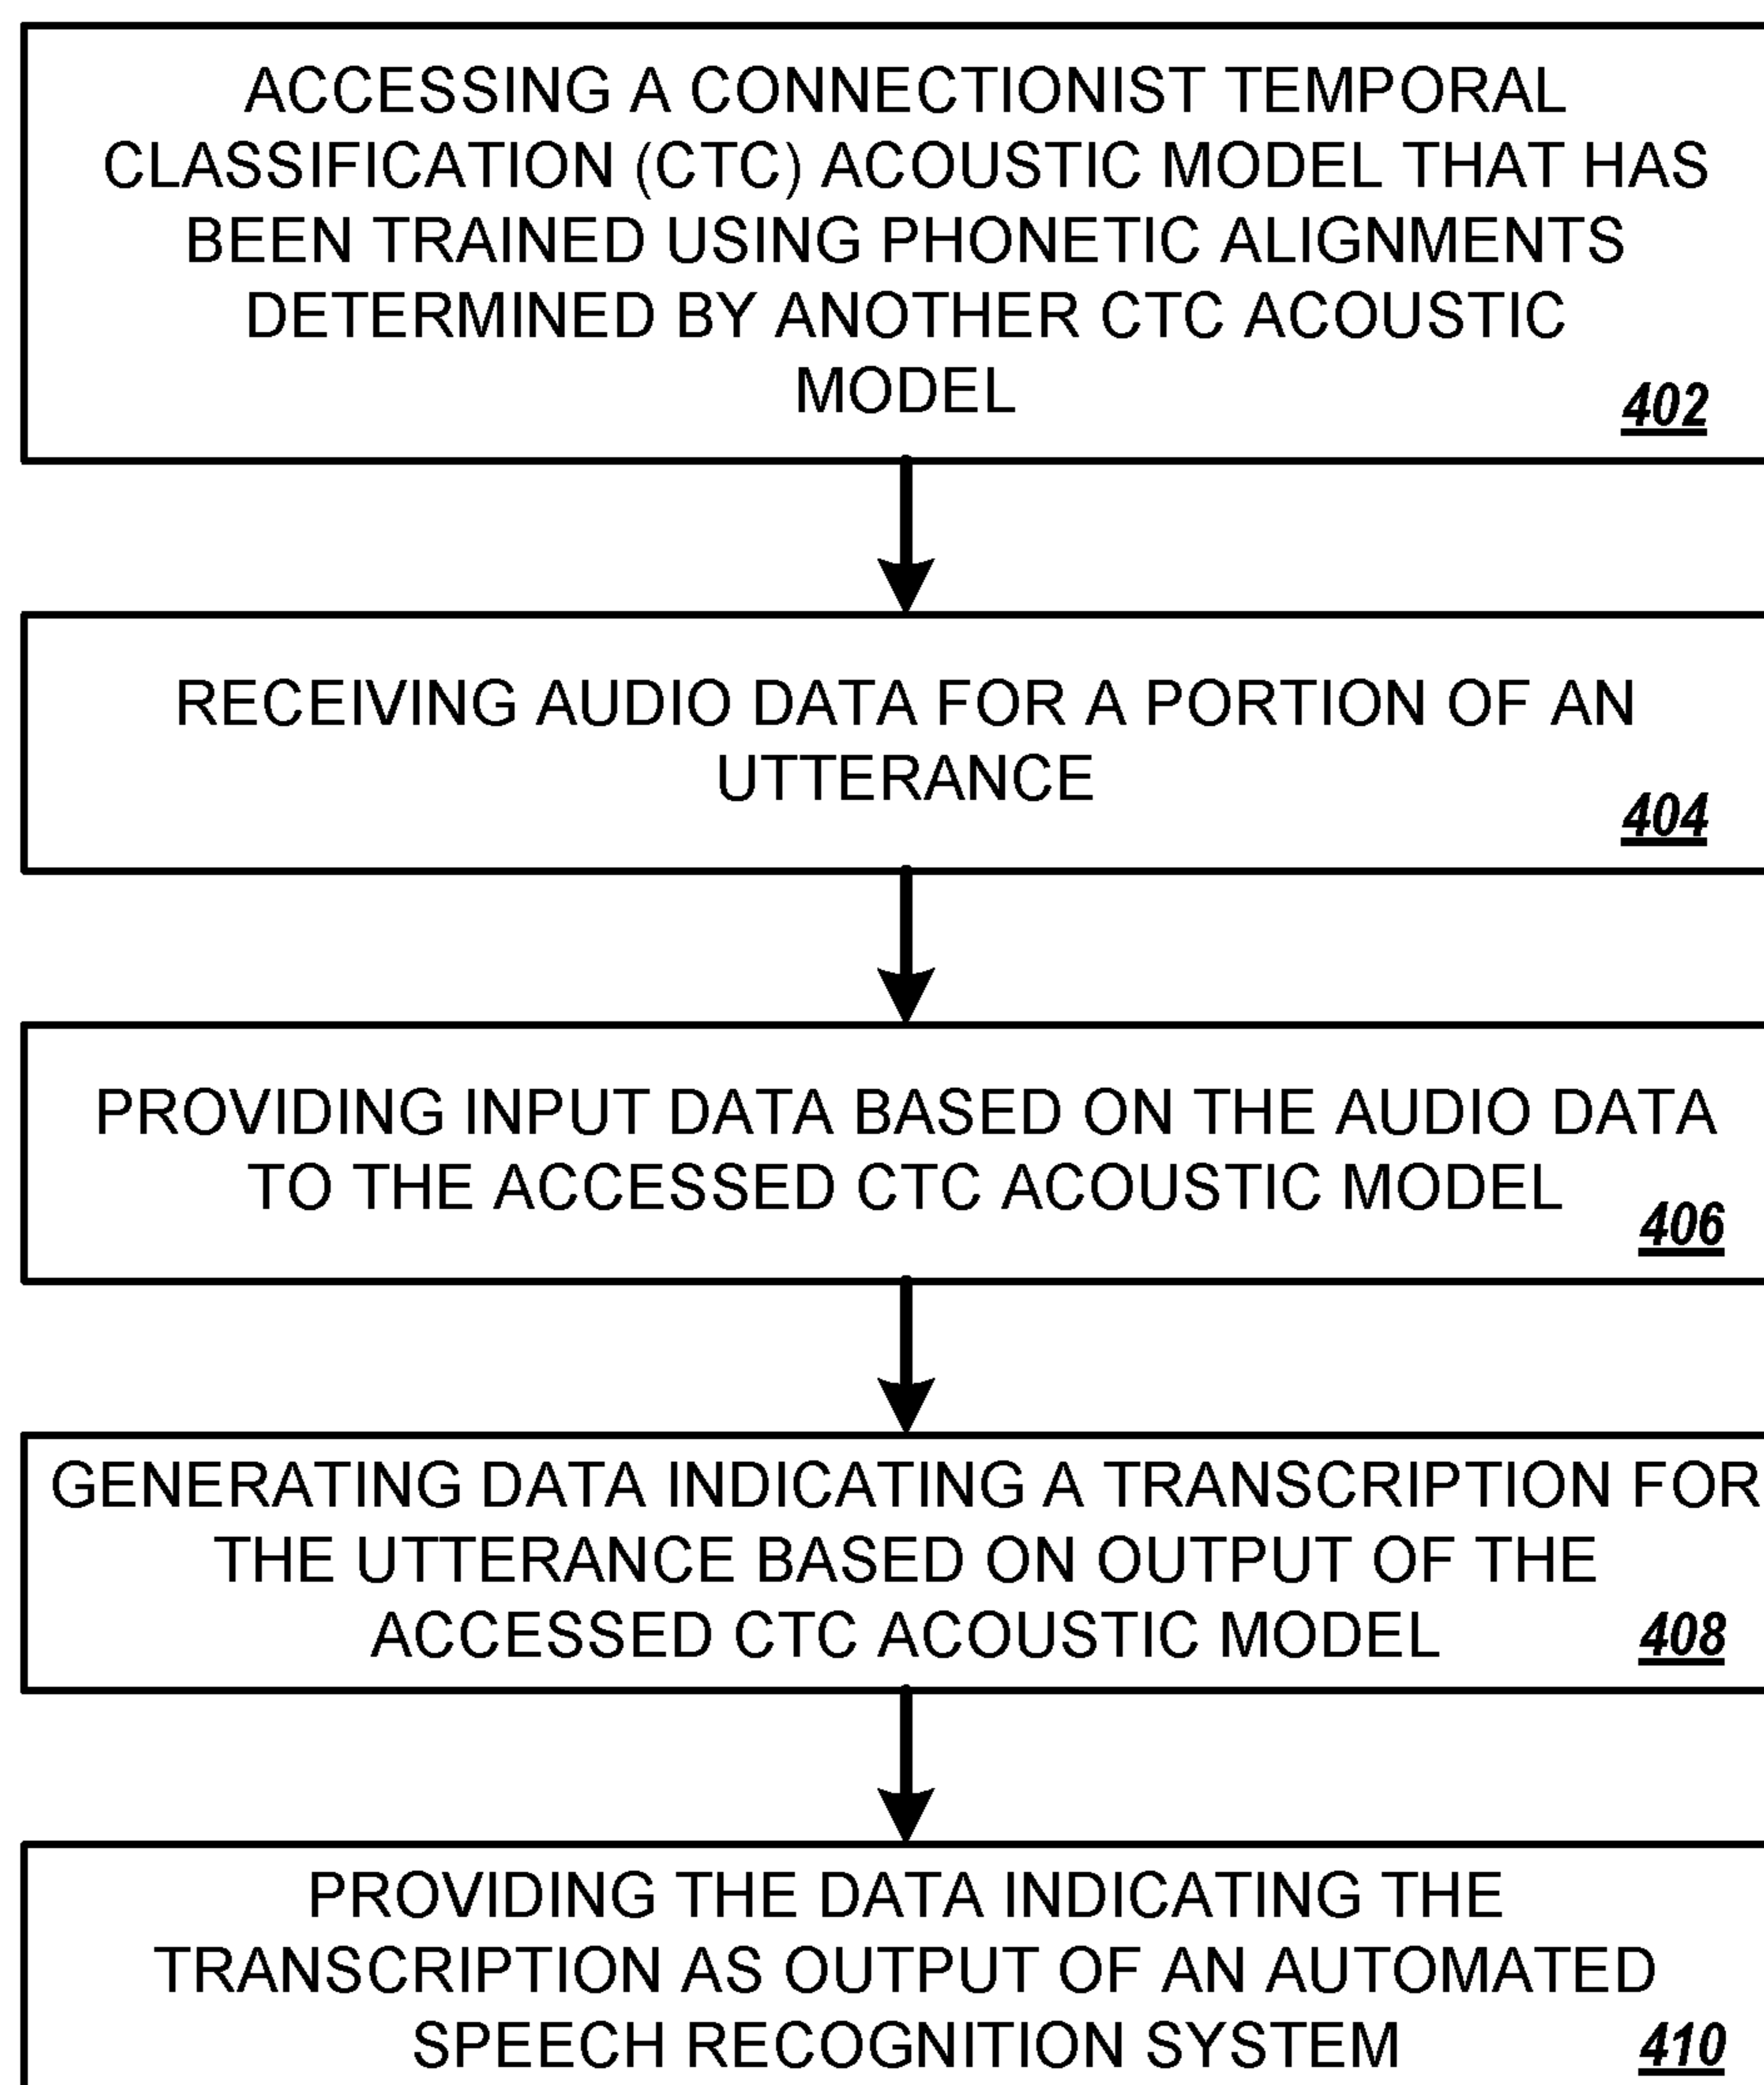 ACCESSING A CONNECTIONIST TEMPORAL
CLASSIFICATION (CTC) ACOUSTIC MODEL THAT HAS
BEEN TRAINED USING PHONETIC ALIGNMENTS
DETERMINED BY ANOTHER CTC ACOUSTIC
MODEL
402
RECEIVING AUDIO DATA FOR A PORTION OF AN
UTTERANCE
404
PROVIDING INPUT DATA BASED ON THE AUDIO DATA
TO THE ACCESSED CTC ACOUSTIC MODEL
406
GENERATING DATA INDICATING A TRANSCRIPTION FOR
THE UTTERANCE BASED ON OUTPUT OF THE
ACCESSED CTC ACOUSTIC MODEL
408
PROVIDING THE DATA INDICATING THE
TRANSCRIPTION AS OUTPUT OF AN AUTOMATED
SPEECH RECOGNITION SYSTEM
410